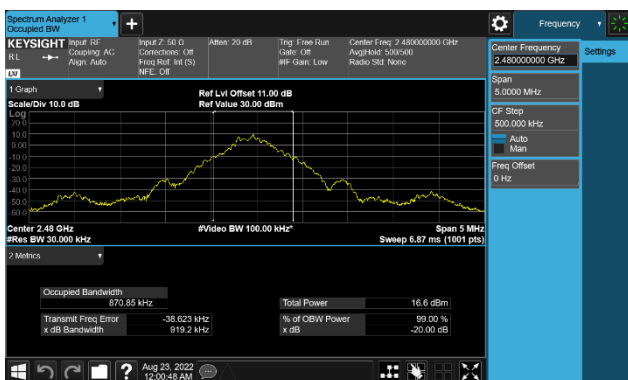 Spectrum Analyzer 1
Occupied BW
+
Frequency
KEYSIGHT
RL
LXI
Input: RF
Coupling: AC
Align: Auto
Input Z: 50 Ω
Corrections: Off
Freq Ref: Int (S)
NFE: Off
Atten: 20 dB
Trig: Free Run
Gate: Off
#IF Gain: Low
Center Freq: 2.480000000 GHz
Avg|Hold: 500/500
Radio Std: None
Center Frequency
2.480000000 GHz
Settings
Span
5.0000 MHz
CF Step
500.000 kHz
Auto
Man
Freq Offset
0 Hz
1 Graph
Scale/Div 10.0 dB
Ref Lvl Offset 11.00 dB
Ref Value 30.00 dBm
Log
20.0
10.0
0.00
-10.0
-20.0
-30.0
-40.0
-50.0
-60.0
Center 2.48 GHz
#Res BW 30.000 kHz
#Video BW 100.00 kHz*
Span 5 MHz
Sweep 6.87 ms (1001 pts)
2 Metrics
Occupied Bandwidth
870.85 kHz
Total Power 16.6 dBm
Transmit Freq Error -38.623 kHz
% of OBW Power 99.00 %
x dB Bandwidth 919.2 kHz
x dB -20.00 dB
?
Aug 23, 2022
12:00:48 AM